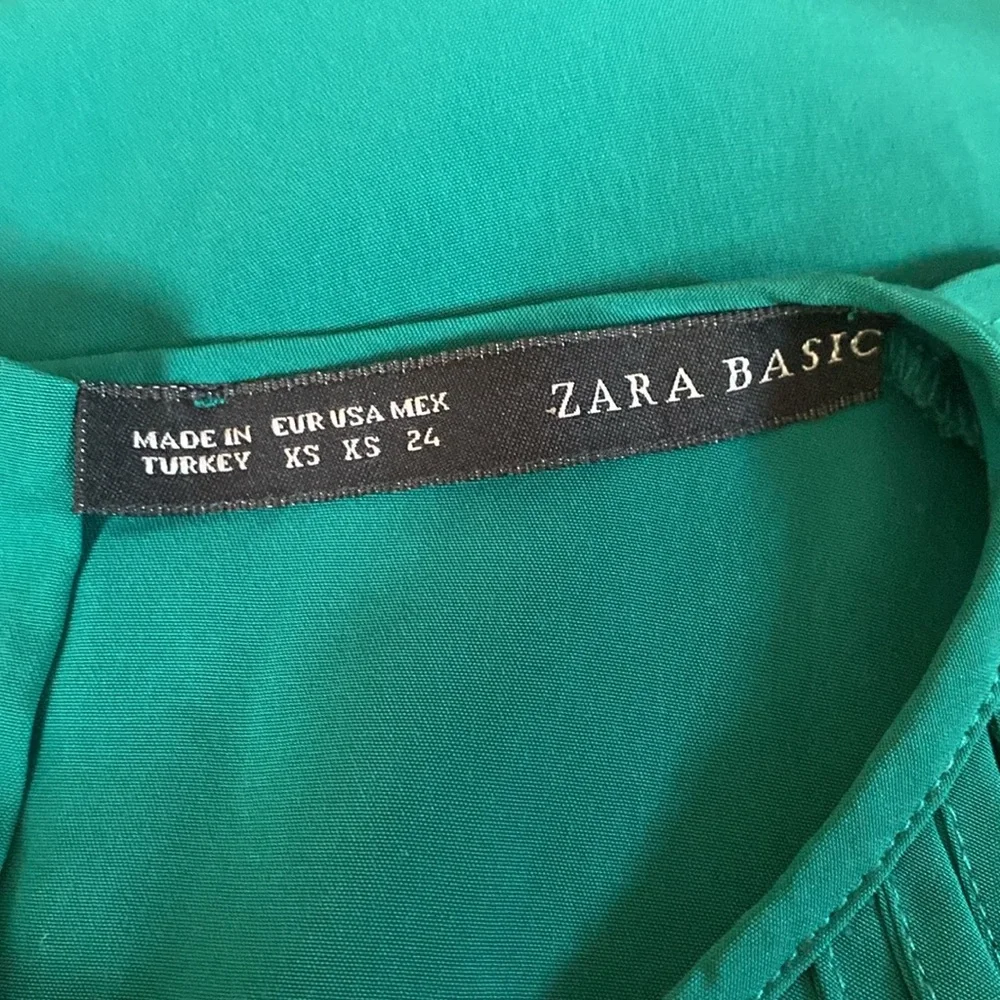 MADE IN TURKEY
EUR USA MEX
XS XS 24
ZARA BASIC